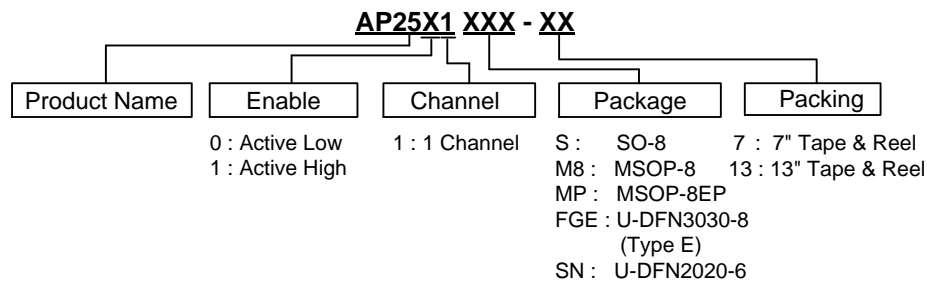 AP25X1 XXX - XX
Product Name Enable Channel Package Packing
0 : Active Low 1 : 1 Channel S : SO-8 7 : 7" Tape & Reel
1 : Active High M8 : MSOP-8 13 : 13" Tape & Reel
MP : MSOP-8EP
FGE : U-DFN3030-8
(Type E)
SN : U-DFN2020-6